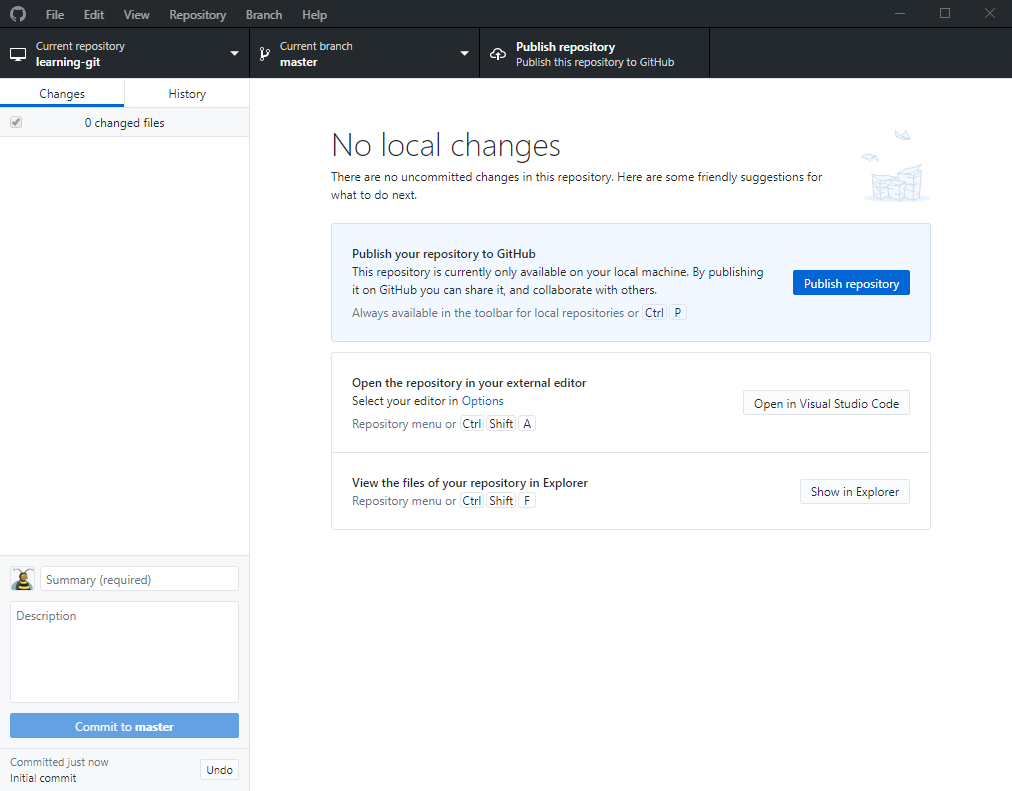 File Edit View Repository Branch Help
Current repository
learning-git
Current branch
master
Publish repository
Publish this repository to GitHub
Changes History
0 changed files
No local changes
There are no uncommitted changes in this repository. Here are some friendly suggestions for
what to do next.
Publish your repository to GitHub
This repository is currently only available on your local machine. By publishing
it on GitHub you can share it, and collaborate with others.
Always available in the toolbar for local repositories or Ctrl P
Publish repository
Open the repository in your external editor
Select your editor in Options
Repository menu or Ctrl Shift A
Open in Visual Studio Code
View the files of your repository in Explorer
Repository menu or Ctrl Shift F
Show in Explorer
Summary (required)
Description
Commit to master
Committed just now
Initial commit
Undo